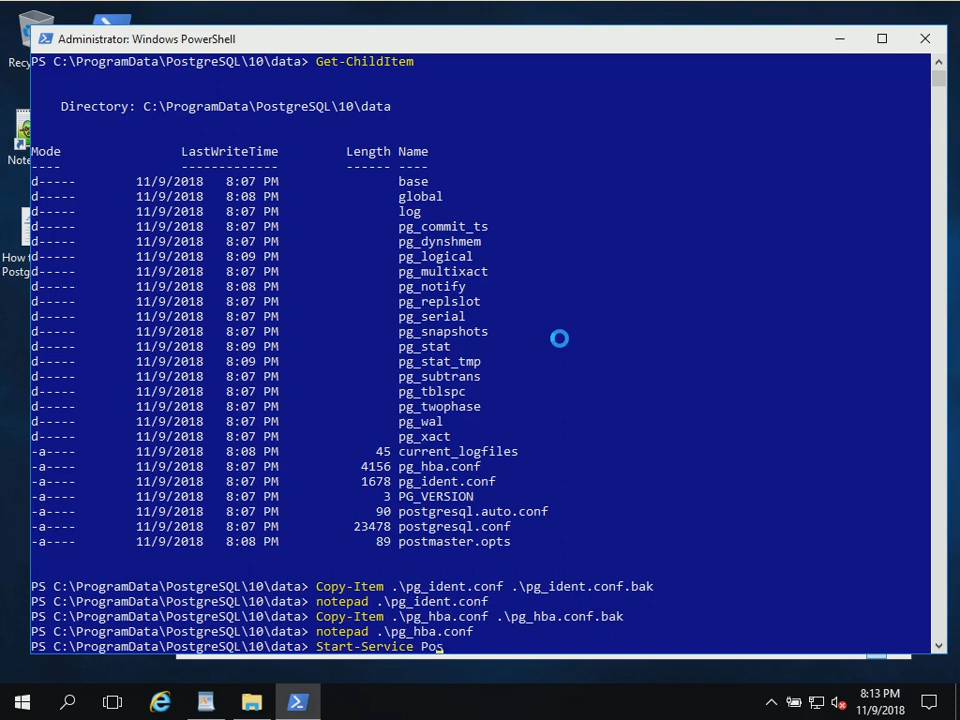 Administrator: Windows PowerShell
Recy
PS C:\ProgramData\PostgreSQL\10\data> Get-ChildItem
Directory: C:\ProgramData\PostgreSQL\10\data
Mode LastWriteTime Length Name
---- ------------- ------ ----
d----- 11/9/2018 8:07 PM base
d----- 11/9/2018 8:08 PM global
d----- 11/9/2018 8:07 PM log
d----- 11/9/2018 8:07 PM pg_commit_ts
d----- 11/9/2018 8:07 PM pg_dynshmem
d----- 11/9/2018 8:09 PM pg_logical
d----- 11/9/2018 8:07 PM pg_multixact
d----- 11/9/2018 8:08 PM pg_notify
d----- 11/9/2018 8:07 PM pg_replslot
d----- 11/9/2018 8:07 PM pg_serial
d----- 11/9/2018 8:07 PM pg_snapshots
d----- 11/9/2018 8:09 PM pg_stat
d----- 11/9/2018 8:09 PM pg_stat_tmp
d----- 11/9/2018 8:07 PM pg_subtrans
d----- 11/9/2018 8:07 PM pg_tblspc
d----- 11/9/2018 8:07 PM pg_twophase
d----- 11/9/2018 8:07 PM pg_wal
d----- 11/9/2018 8:07 PM pg_xact
-a---- 11/9/2018 8:08 PM 45 current_logfiles
-a---- 11/9/2018 8:07 PM 4156 pg_hba.conf
-a---- 11/9/2018 8:07 PM 1678 pg_ident.conf
-a---- 11/9/2018 8:07 PM 3 PG_VERSION
-a---- 11/9/2018 8:07 PM 90 postgresql.auto.conf
-a---- 11/9/2018 8:07 PM 23478 postgresql.conf
-a---- 11/9/2018 8:08 PM 89 postmaster.opts
PS C:\ProgramData\PostgreSQL\10\data> Copy-Item .\pg_ident.conf .\pg_ident.conf.bak
PS C:\ProgramData\PostgreSQL\10\data> notepad .\pg_ident.conf
PS C:\ProgramData\PostgreSQL\10\data> Copy-Item .\pg_hba.conf .\pg_hba.conf.bak
PS C:\ProgramData\PostgreSQL\10\data> notepad .\pg_hba.conf
PS C:\ProgramData\PostgreSQL\10\data> Start-Service Pos
Note
How t
Postg
8:13 PM
11/9/2018